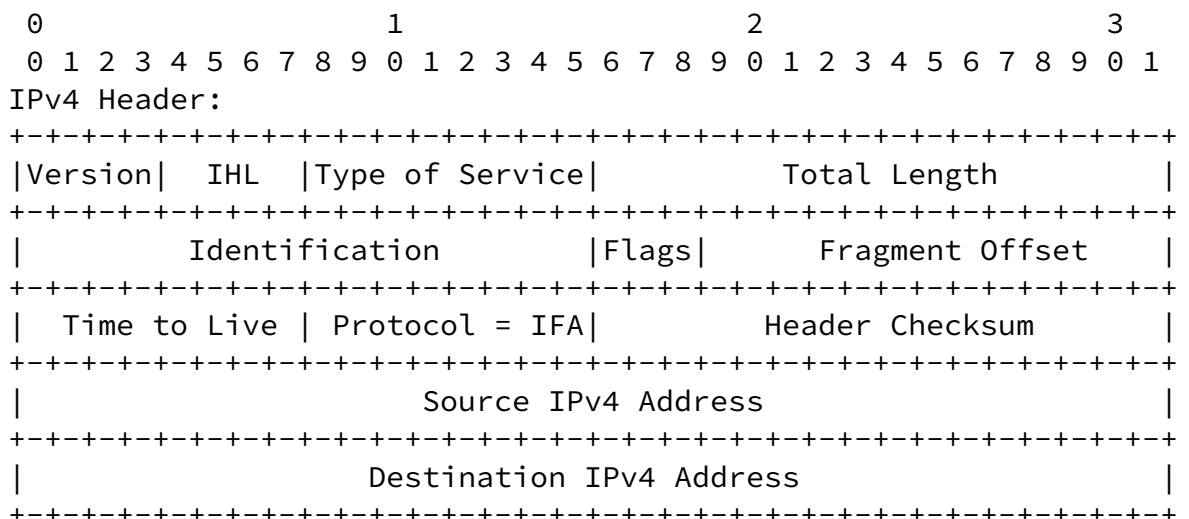 0                   1                   2                   3
 0 1 2 3 4 5 6 7 8 9 0 1 2 3 4 5 6 7 8 9 0 1 2 3 4 5 6 7 8 9 0 1
IPv4 Header:
+-+-+-+-+-+-+-+-+-+-+-+-+-+-+-+-+-+-+-+-+-+-+-+-+-+-+-+-+-+-+-+-+
|Version|  IHL  |Type of Service|          Total Length         |
+-+-+-+-+-+-+-+-+-+-+-+-+-+-+-+-+-+-+-+-+-+-+-+-+-+-+-+-+-+-+-+-+
|         Identification        |Flags|      Fragment Offset    |
+-+-+-+-+-+-+-+-+-+-+-+-+-+-+-+-+-+-+-+-+-+-+-+-+-+-+-+-+-+-+-+-+
|  Time to Live | Protocol = IFA|         Header Checksum       |
+-+-+-+-+-+-+-+-+-+-+-+-+-+-+-+-+-+-+-+-+-+-+-+-+-+-+-+-+-+-+-+-+
|                      Source IPv4 Address                      |
+-+-+-+-+-+-+-+-+-+-+-+-+-+-+-+-+-+-+-+-+-+-+-+-+-+-+-+-+-+-+-+-+
|                   Destination IPv4 Address                    |
+-+-+-+-+-+-+-+-+-+-+-+-+-+-+-+-+-+-+-+-+-+-+-+-+-+-+-+-+-+-+-+-+